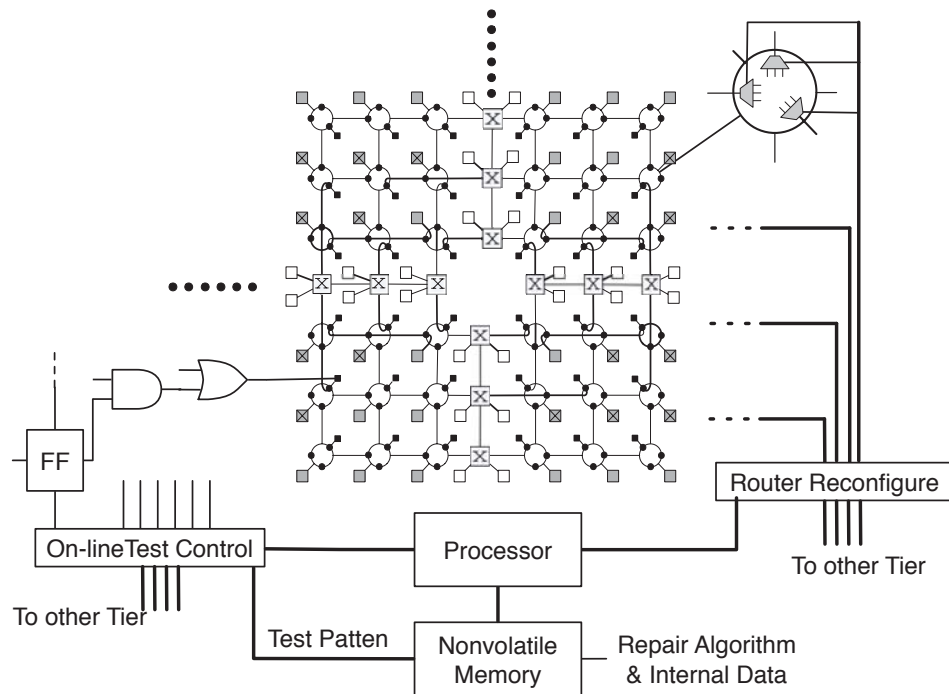 FF
Router Reconfigure
On-lineTest Control
Processor
To other Tier
To other Tier
Test Patten
Nonvolatile
Memory
Repair Algorithm
& Internal Data
X
X
X
X
X
X
X
X
X
X
X
X